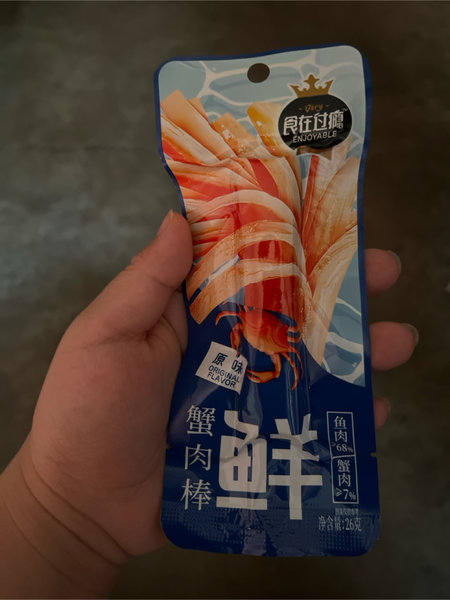 Gary
食在过瘾
ENJOYABLE
原味
ORIGINAL
FLAVOR
蟹肉棒
鲜
鱼肉
≥68%
蟹肉
≥7%
净含量:26克